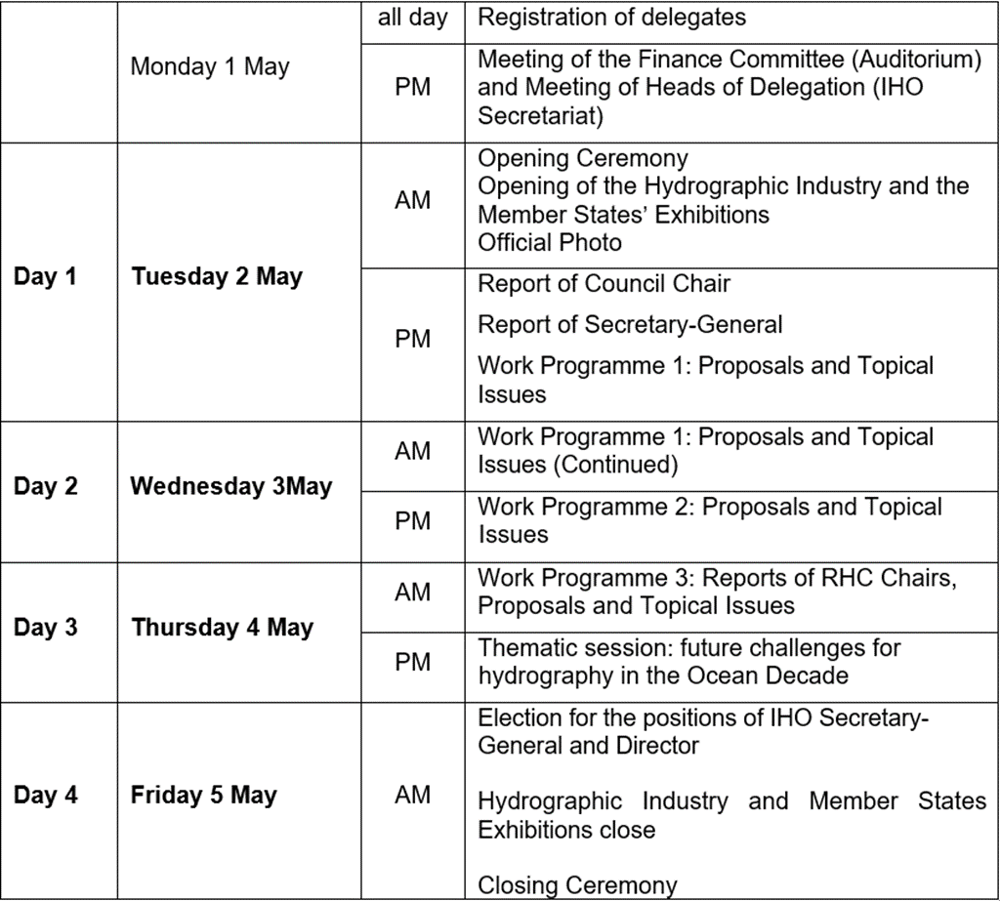 all day Registration of delegates
Monday 1 May
PM
Meeting of the Finance Committee (Auditorium)
and Meeting of Heads of Delegation (IHO
Secretariat)
Day 1
Tuesday 2 May
AM
Opening Ceremony
Opening of the Hydrographic Industry and the
Member States’ Exhibitions
Official Photo
PM
Report of Council Chair
Report of Secretary-General
Work Programme 1: Proposals and Topical
Issues
Day 2
Wednesday 3May
AM
Work Programme 1: Proposals and Topical
Issues (Continued)
PM
Work Programme 2: Proposals and Topical
Issues
Day 3
Thursday 4 May
AM
Work Programme 3: Reports of RHC Chairs,
Proposals and Topical Issues
PM
Thematic session: future challenges for
hydrography in the Ocean Decade
Day 4
Friday 5 May
AM
Election for the positions of IHO Secretary-
General and Director
Hydrographic Industry and Member States
Exhibitions close
Closing Ceremony